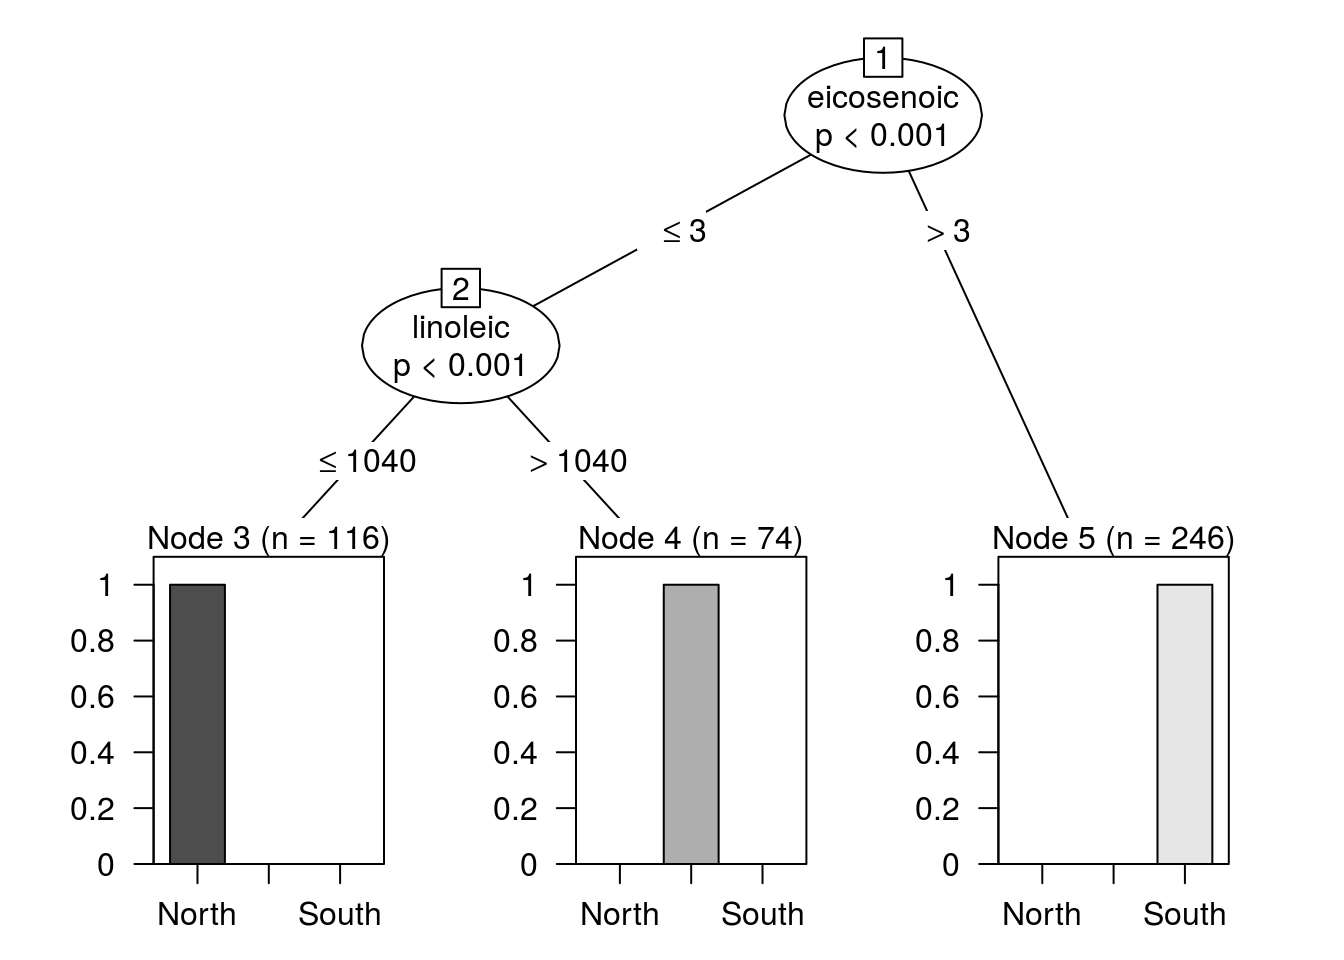 1
eicosenoic
p < 0.001
≤ 3
> 3
2
linoleic
p < 0.001
≤ 1040
> 1040
Node 3 (n = 116)
1
0.8
0.6
0.4
0.2
0
North South
Node 4 (n = 74)
1
0.8
0.6
0.4
0.2
0
North South
Node 5 (n = 246)
1
0.8
0.6
0.4
0.2
0
North South